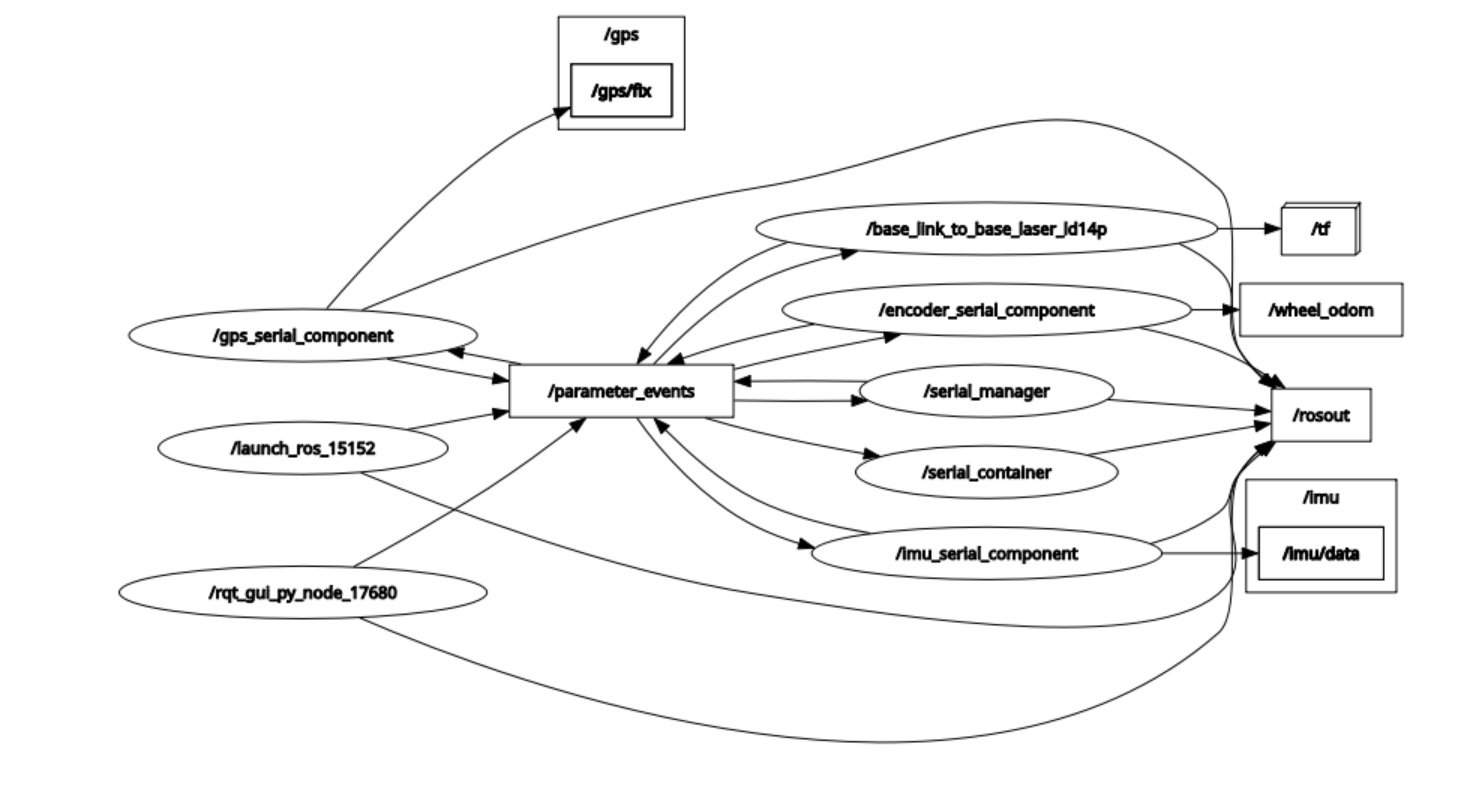 /gps
/gps/fix
/base_link_to_base_laser_ld14p
/tf
/encoder_serial_component
/wheel_odom
/gps_serial_component
/parameter_events
/serial_manager
/rosout
/launch_ros_15152
/serial_container
/imu
/imu_serial_component
/imu/data
/rqt_gui_py_node_17680